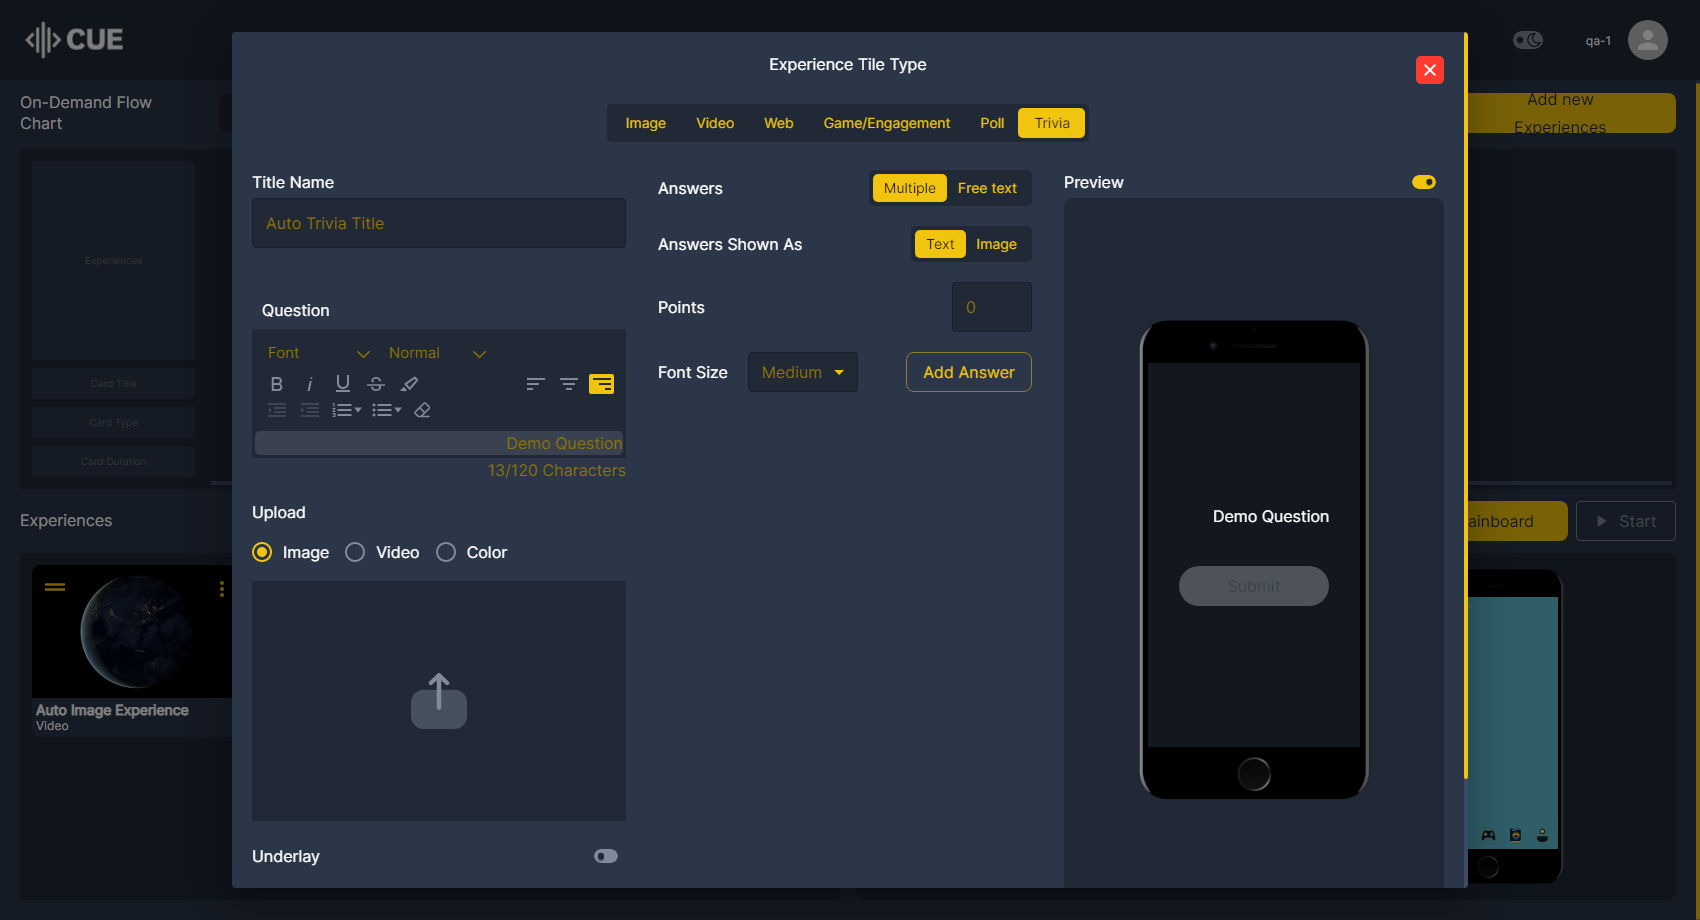 CUE
qa-1
On-Demand Flow
Chart
Add new
Experiences
Experiences
Card Title
Card Type
Card Duration
Experiences
ainboard
Start
Auto Image Experience
Video
Experience Tile Type
Image
Video
Web
Game/Engagement
Poll
Trivia
Title Name
Auto Trivia Title
Question
Font
Normal
B
i
U
S
Demo Question
13/120 Characters
Upload
Image
Video
Color
Underlay
Answers
Multiple
Free text
Answers Shown As
Text
Image
Points
0
Font Size
Medium
Add Answer
Preview
Demo Question
Submit